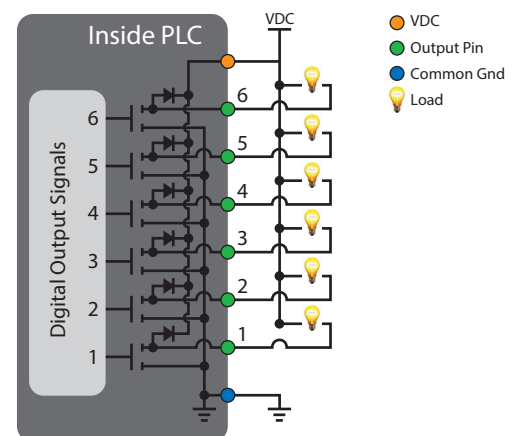 VDC
Inside PLC
Digital Output Signals
6
5
4
3
2
1
6
5
4
3
2
1
VDC
Output Pin
Common Gnd
Load